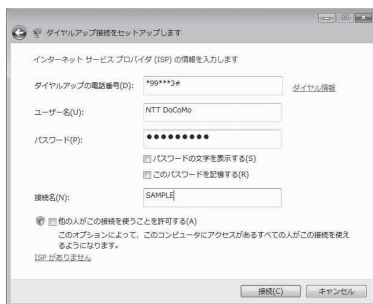 ダイヤルアップ接続をセットアップします
インターネット サービス プロバイダ (ISP) の情報を入力します
ダイヤルアップの電話番号(D):
*99***3#
ダイヤル情報
ユーザー名(U):
NTT DoCoMo
パスワード(P):
●●●●●●●●●
パスワードの文字を表示する(S)
このパスワードを記憶する(R)
接続名(N):
SAMPLE
他の人がこの接続を使うことを許可する(A)
このオプションによって、このコンピュータにアクセスがあるすべての人がこの接続を使え
るようになります。
ISP がありません
接続(C)
キャンセル